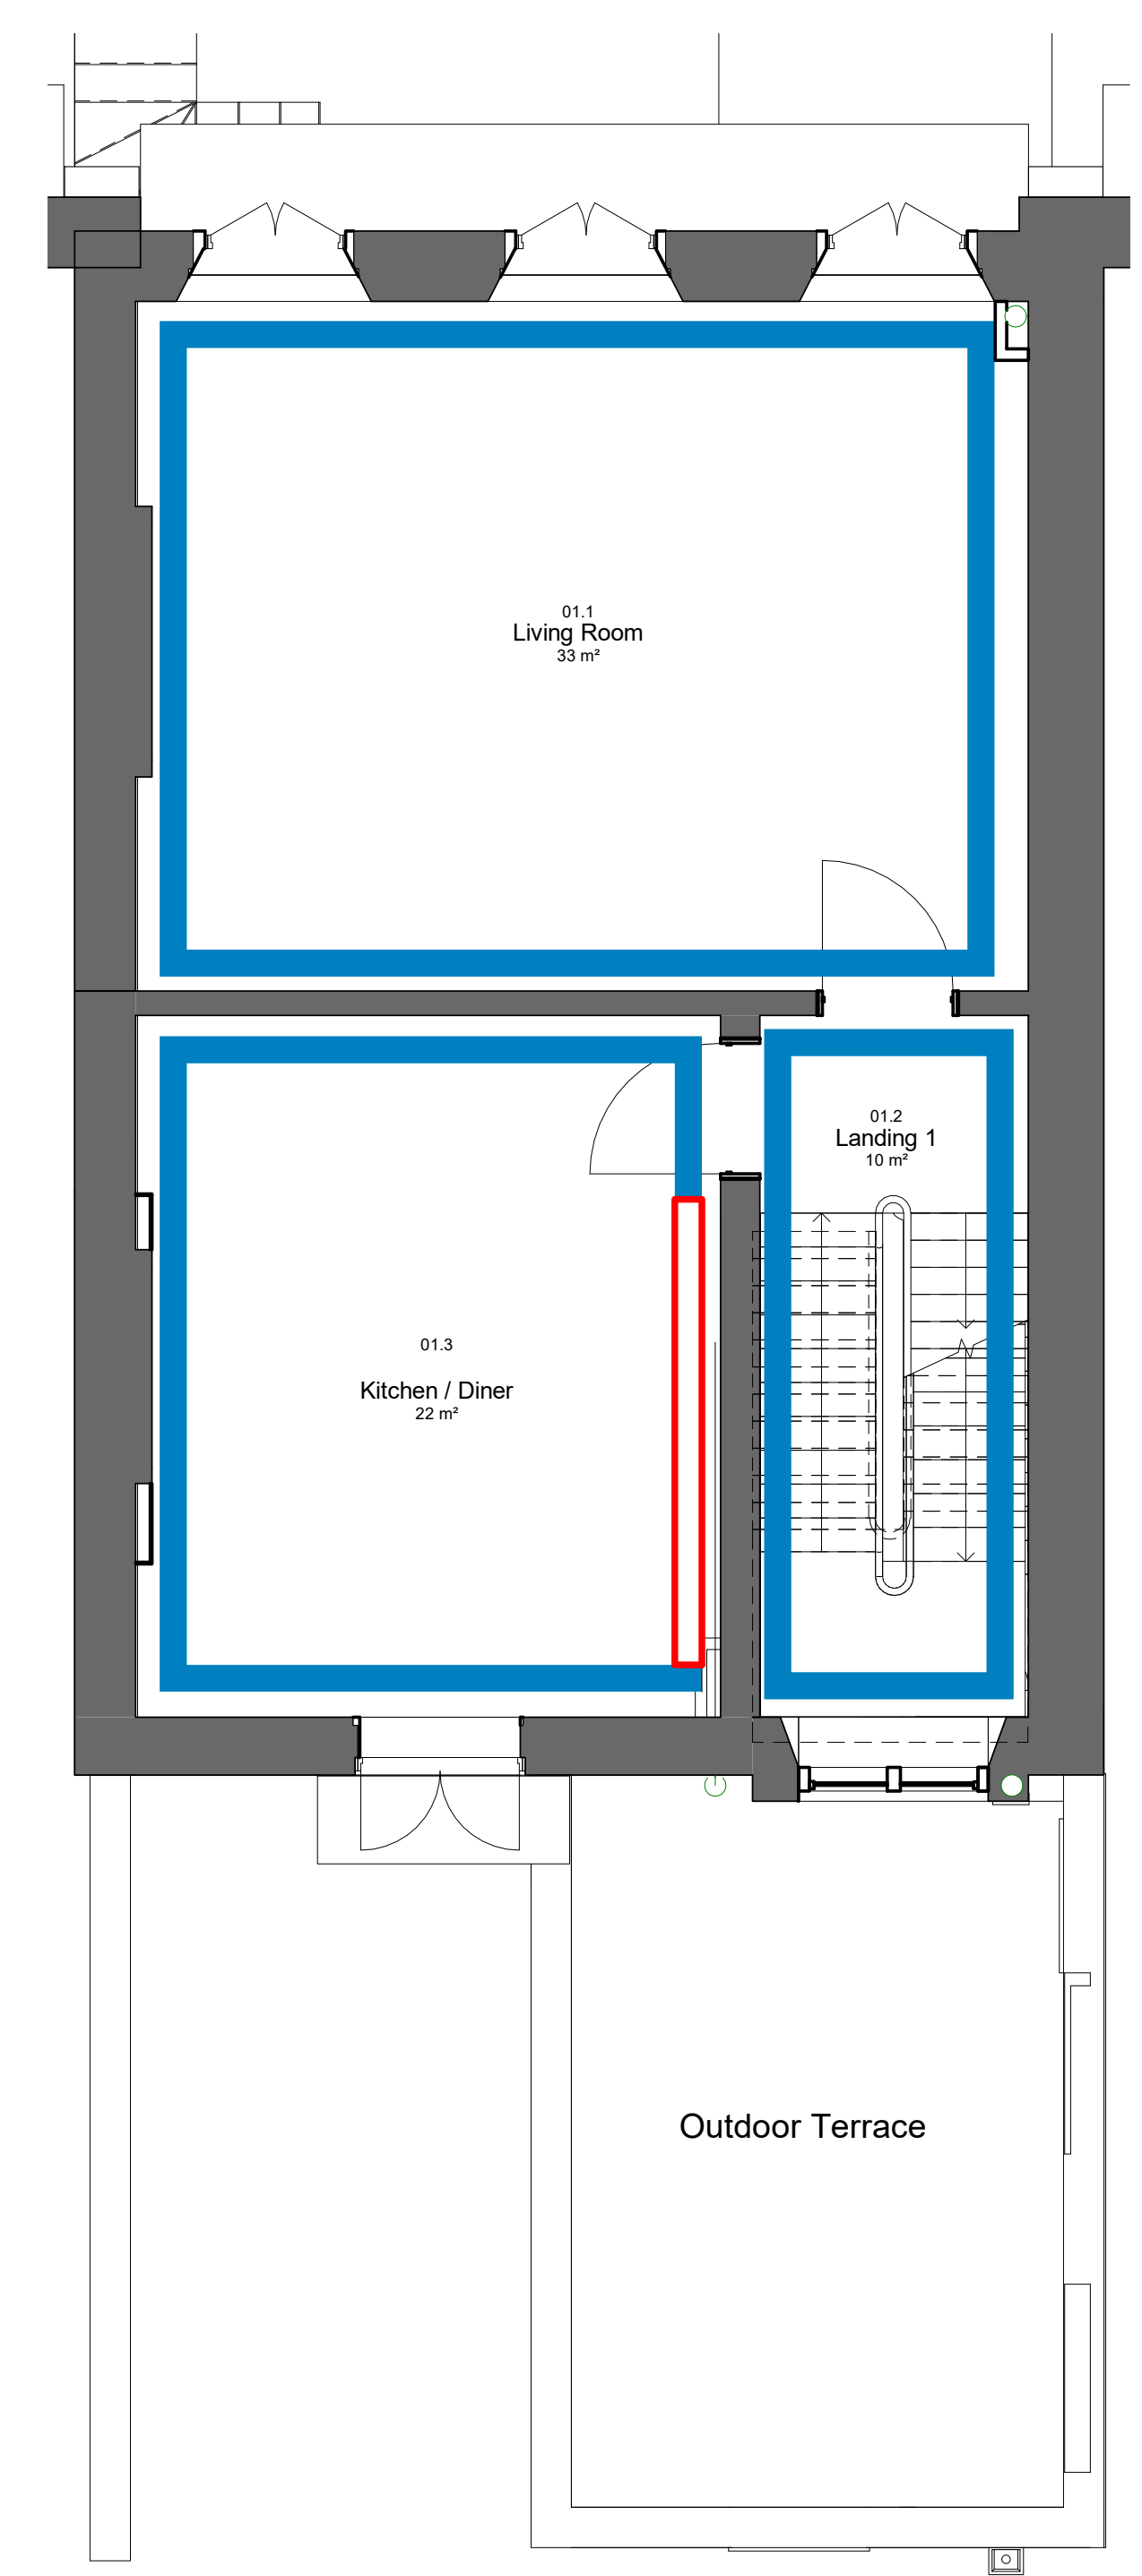 01.1
Living Room
33 m²
01.2
Landing 1
10 m²
01.3
Kitchen / Diner
22 m²
Outdoor Terrace